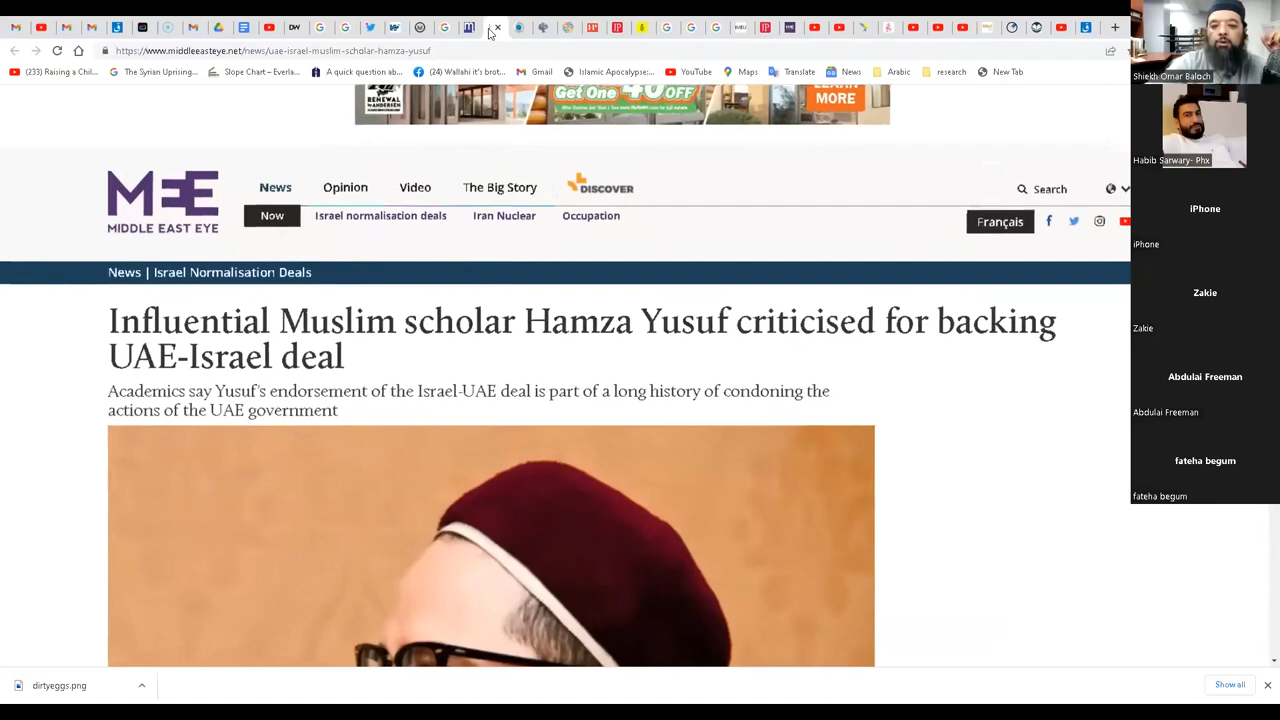 https://www.middleeasteye.net/news/uae-israel-muslim-scholar-hamza-yusuf
(233) Raising a Chil...
The Syrian Uprising...
Slope Chart – Everla...
A quick question ab...
(24) Wallahi it's brot...
Gmail
Islamic Apocalypse:...
YouTube
Maps
Translate
News
Arabic
research
New Tab
RENEWAL
by ANDERSEN
Get One 40%OFF
LEARN
MORE
MEE
MIDDLE EAST EYE
News
Opinion
Video
The Big Story
DISCOVER
Search
Now
Israel normalisation deals
Iran Nuclear
Occupation
Français
News | Israel Normalisation Deals
Influential Muslim scholar Hamza Yusuf criticised for backing
UAE-Israel deal
Academics say Yusuf's endorsement of the Israel-UAE deal is part of a long history of condoning the
actions of the UAE government
Shiekh Omar Baloch
Habib Sarwary- Phx
iPhone
iPhone
Zakie
Zakie
Abdulai Freeman
Abdulai Freeman
fateha begum
fateha begum
dirtyeggs.png
Show all